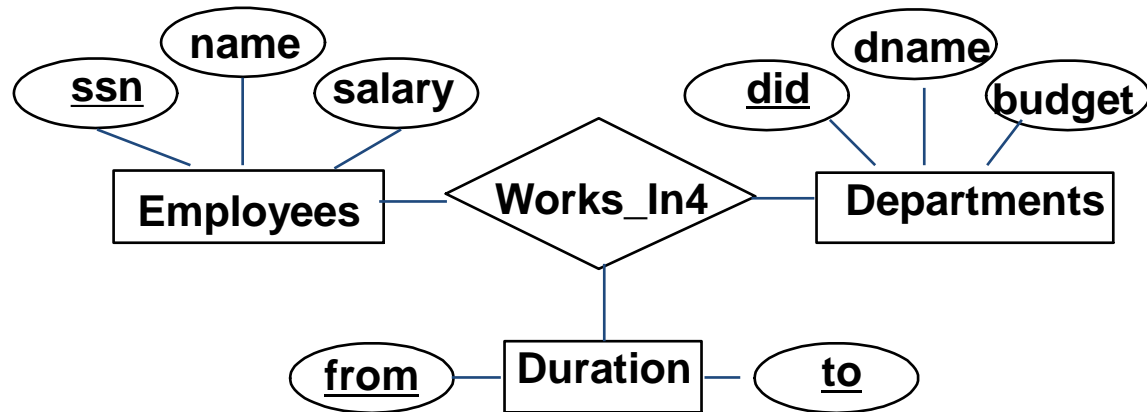 name
ssn
salary
dname
did
budget
Employees
Works_In4
Departments
from
Duration
to